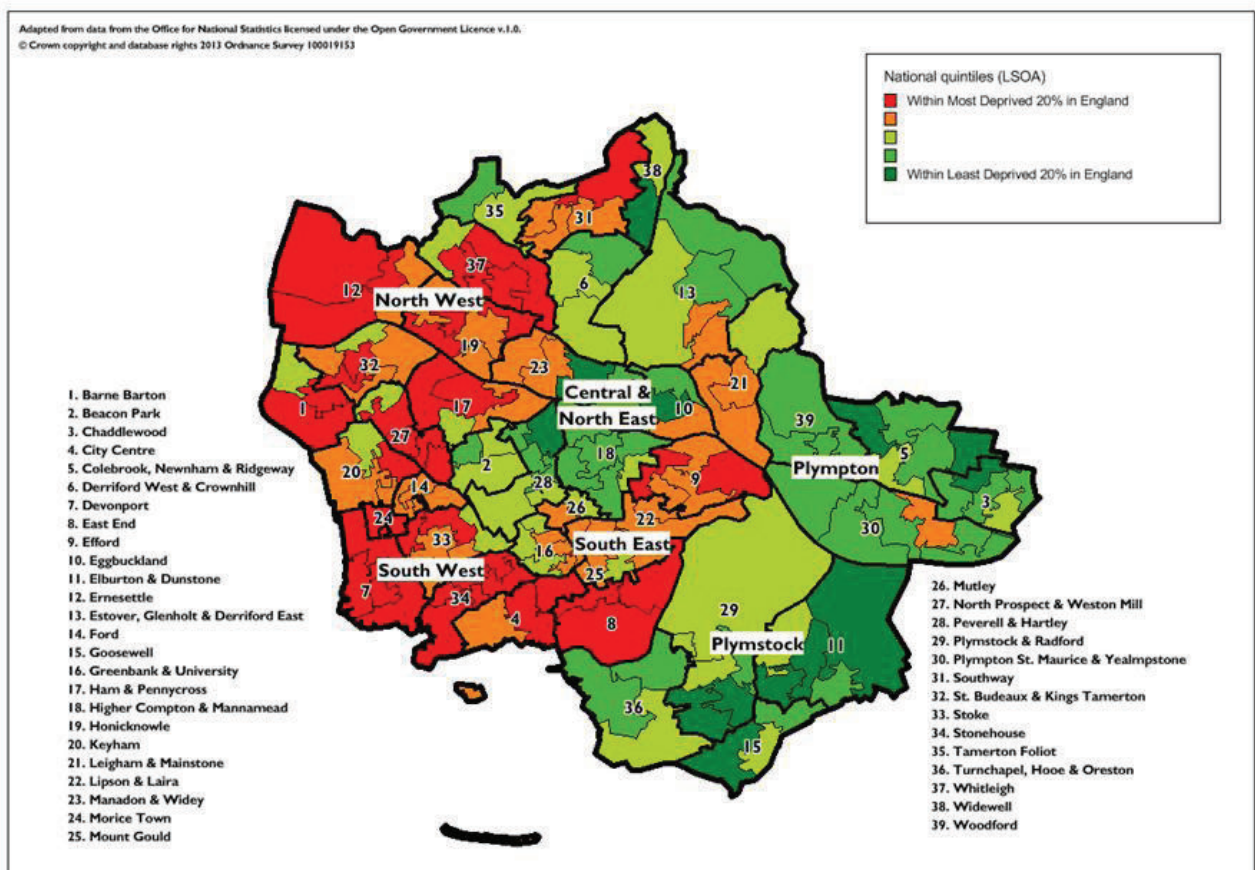 Adapted from data from the Office for National Statistics licensed under the Open Government Licence v.1.0.
© Crown copyright and database rights 2013 Ordnance Survey 100019153
National quintiles (LSOA)
Within Most Deprived 20% in England
Within Least Deprived 20% in England
38
35
31
37
12
North West
6
13
19
23
32
21
1
17
Central &
North East
10
39
27
18
5
Plympton
2
20
9
28
3
14
26
24
22
30
33
16
South East
South West
25
7
34
4
8
29
Plymstock
11
36
15
1. Barne Barton
2. Beacon Park
3. Chaddlewood
4. City Centre
5. Colebrook, Newnham & Ridgeway
6. Derriford West & Crownhill
7. Devonport
8. East End
9. Efford
10. Eggbuckland
11. Elburton & Dunstone
12. Ernesettle
13. Estover, Glenholt & Derriford East
14. Ford
15. Goosewell
16. Greenbank & University
17. Ham & Pennycross
18. Higher Compton & Mannamead
19. Honicknowle
20. Keyham
21. Leigham & Mainstone
22. Lipson & Laira
23. Manadon & Widey
24. Morice Town
25. Mount Gould
26. Mutley
27. North Prospect & Weston Mill
28. Peverell & Hartley
29. Plymstock & Radford
30. Plympton St. Maurice & Yealmpstone
31. Southway
32. St. Budeaux & Kings Tamerton
33. Stoke
34. Stonehouse
35. Tamerton Foliot
36. Turnchapel, Hooe & Oreston
37. Whitleigh
38. Widewell
39. Woodford